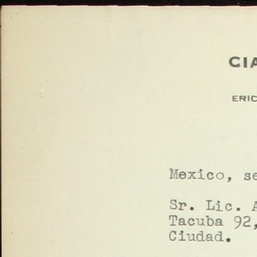 CIA
ERIC
Mexico, se
Sr. Lic. A
Tacuba 92,
Ciudad.